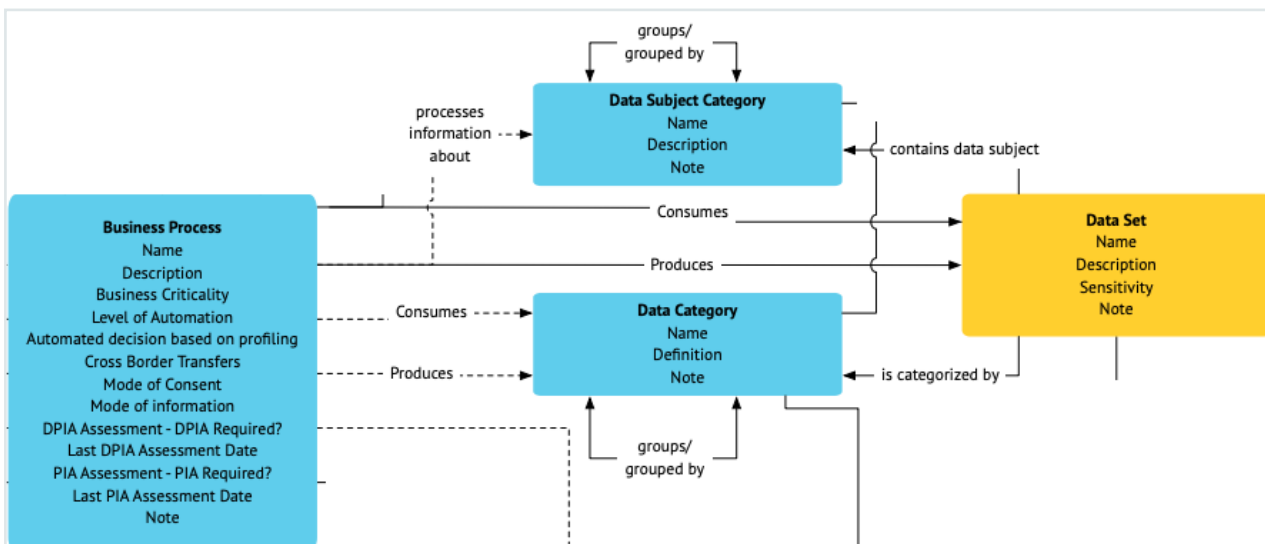 groups/
grouped by
Data Subject Category
Name
Description
Note
processes
information
about
contains data subject
Business Process
Name
Description
Business Criticality
Level of Automation
Automated decision based on profiling
Cross Border Transfers
Mode of Consent
Mode of information
DPIA Assessment - DPIA Required?
Last DPIA Assessment Date
PIA Assessment - PIA Required?
Last PIA Assessment Date
Note
Consumes
Produces
Data Set
Name
Description
Sensitivity
Note
Consumes
Produces
Data Category
Name
Definition
Note
is categorized by
groups/
grouped by